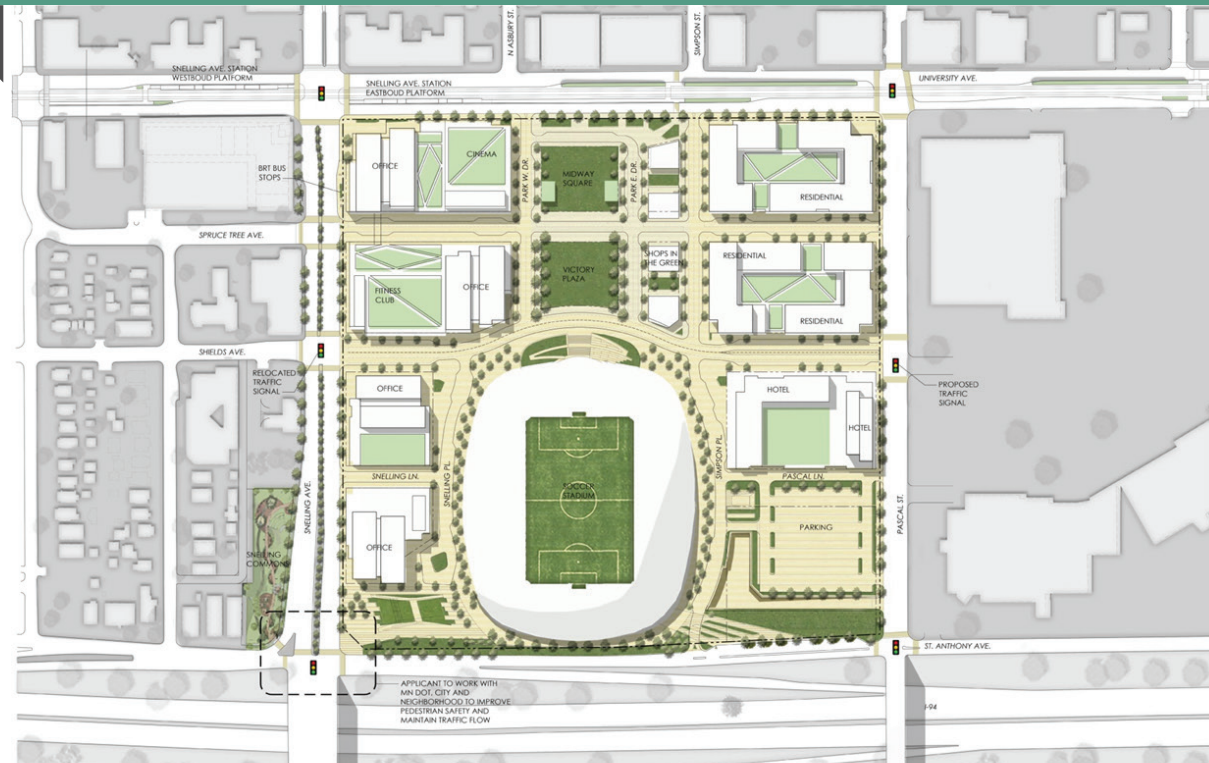 N ASBURY ST.
SIMPSON ST.
SNELLING AVE. STATION
WESTBOUD PLATFORM
SNELLING AVE. STATION
EASTBOUD PLATFORM
UNIVERSITY AVE.
OFFICE
CINEMA
PARK W. DR.
MIDWAY
SQUARE
PARK E. DR.
RESIDENTIAL
BRT BUS
STOPS
SPRUCE TREE AVE.
FITNESS
CLUB
OFFICE
VICTORY
PLAZA
SHOPS IN
THE GREEN
RESIDENTIAL
RESIDENTIAL
SHIELDS AVE.
RELOCATED
TRAFFIC
SIGNAL
PROPOSED
TRAFFIC
SIGNAL
OFFICE
HOTEL
HOTEL
SNELLING LN.
SNELLING PL.
SOCCER
STADIUM
SIMPSON PL.
PASCAL LN.
PASCAL ST.
SNELLING AVE.
PARKING
OFFICE
SNELLING
COMMONS
ST. ANTHONY AVE.
APPLICANT TO WORK WITH
MN DOT, CITY AND
NEIGHBORHOOD TO IMPROVE
PEDESTRIAN SAFETY AND
MAINTAIN TRAFFIC FLOW
I-94